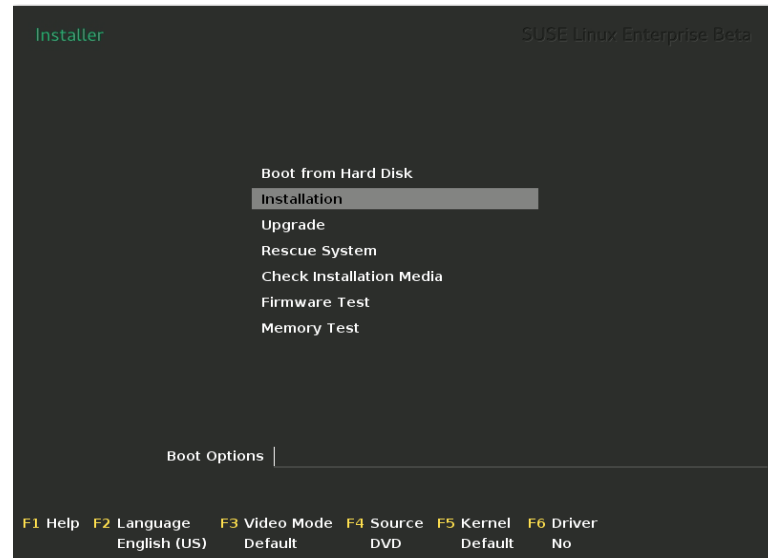 Installer
SUSE Linux Enterprise Beta
Boot from Hard Disk
Installation
Upgrade
Rescue System
Check Installation Media
Firmware Test
Memory Test
Boot Options
F1 Help F2 Language F3 Video Mode F4 Source F5 Kernel F6 Driver
English (US) Default DVD Default No